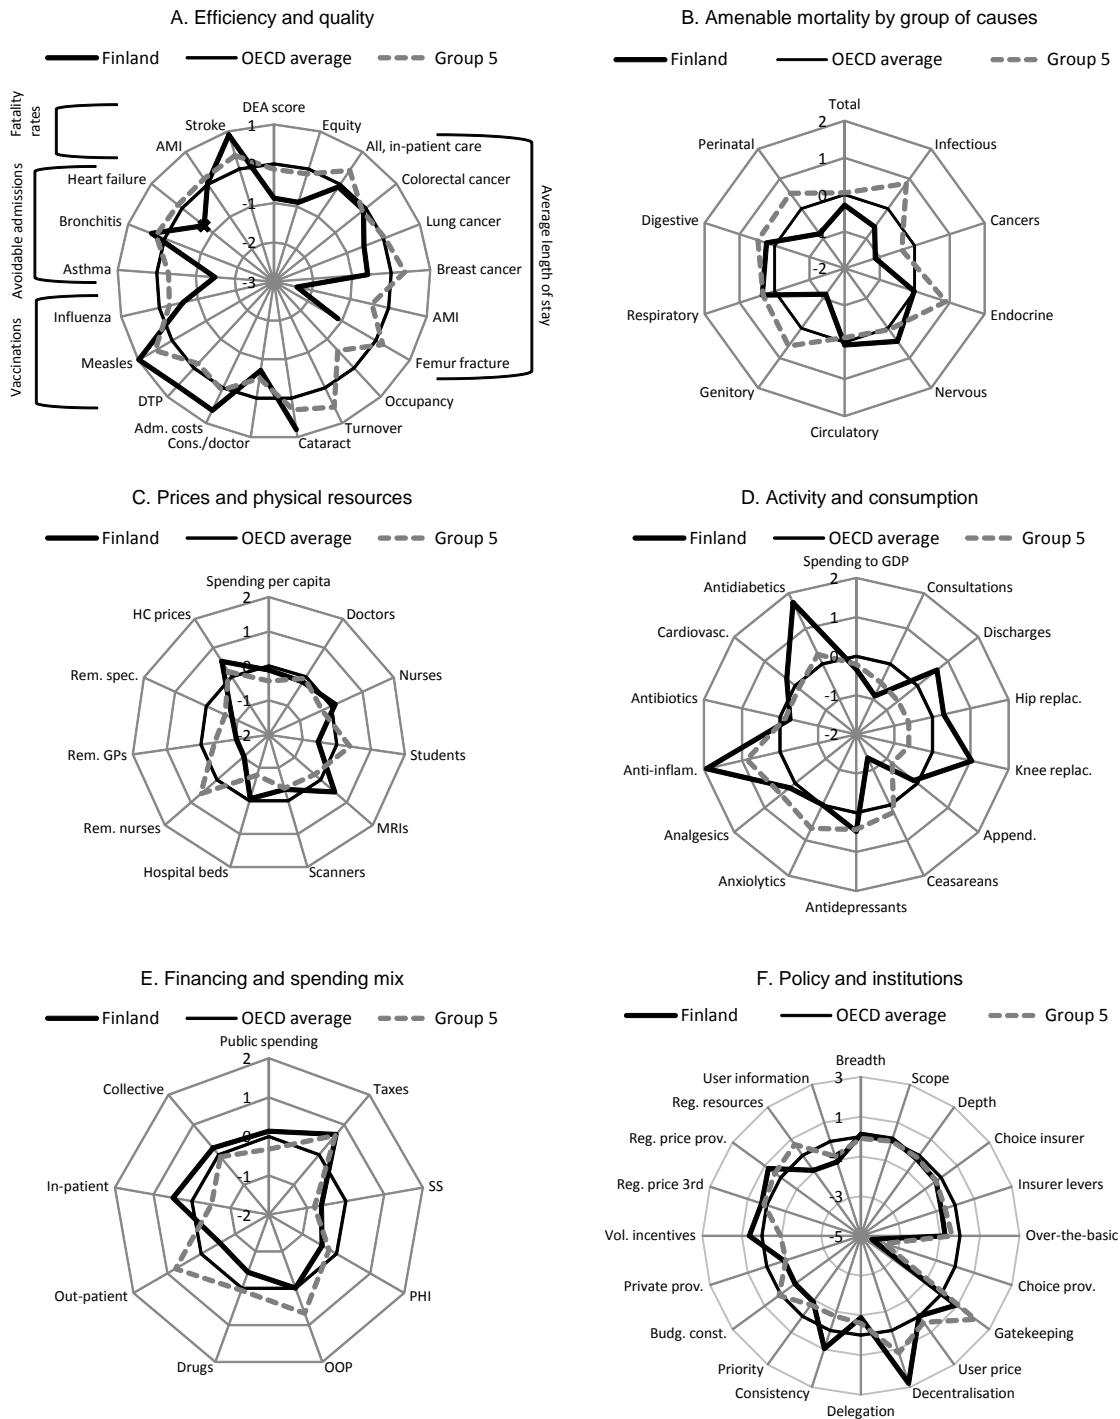 A. Efficiency and quality
Finland OECD average Group 5
Fatality rates
Avoidable admissions
Vaccinations
Average length of stay
DEA score
Equity
All, in-patient care
Colorectal cancer
Lung cancer
Breast cancer
AMI
Femur fracture
Occupancy
Turnover
Cataract
Cons./doctor
Adm. costs
DTP
Measles
Influenza
Asthma
Bronchitis
Heart failure
AMI
Stroke
1
0
-1
-2
-3
B. Amenable mortality by group of causes
Finland OECD average Group 5
Total
Infectious
Cancers
Endocrine
Nervous
Circulatory
Genitory
Respiratory
Digestive
Perinatal
2
1
0
-1
-2
C. Prices and physical resources
Finland OECD average Group 5
Spending per capita
Doctors
Nurses
Students
MRIs
Scanners
Hospital beds
Rem. nurses
Rem. GPs
Rem. spec.
HC prices
2
1
0
-1
-2
D. Activity and consumption
Finland OECD average Group 5
Spending to GDP
Consultations
Discharges
Hip replac.
Knee replac.
Append.
Ceasareans
Antidepressants
Anxiolytics
Analgesics
Anti-inflam.
Antibiotics
Cardiovasc.
Antidiabetics
2
1
0
-1
-2
E. Financing and spending mix
Finland OECD average Group 5
Public spending
Taxes
SS
PHI
OOP
Drugs
Out-patient
In-patient
Collective
2
1
0
-1
-2
F. Policy and institutions
Finland OECD average Group 5
Breadth
Scope
Depth
Choice insurer
Insurer levers
Over-the-basic
Choice prov.
Gatekeeping
User price
Decentralisation
Delegation
Consistency
Priority
Budg. const.
Private prov.
Vol. incentives
Reg. price 3rd
Reg. price prov.
Reg. resources
User information
3
1
-1
-3
-5